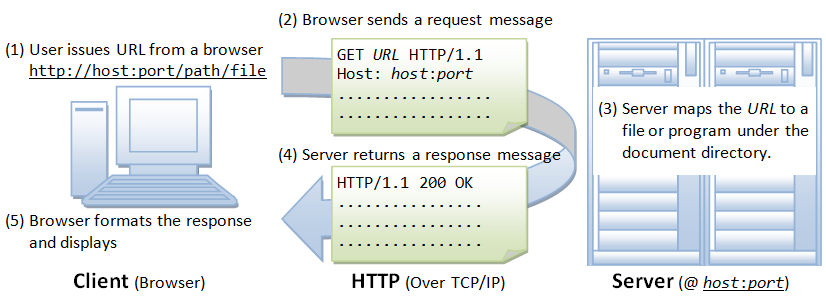 (1) User issues URL from a browser
http://host:port/path/file
(2) Browser sends a request message
GET URL HTTP/1.1
Host: host:port
.................
.................
(3) Server maps the URL to a
file or program under the
document directory.
(4) Server returns a response message
HTTP/1.1 200 OK
................
................
................
(5) Browser formats the response
and displays
Client (Browser)
HTTP (Over TCP/IP)
Server (@ host:port)